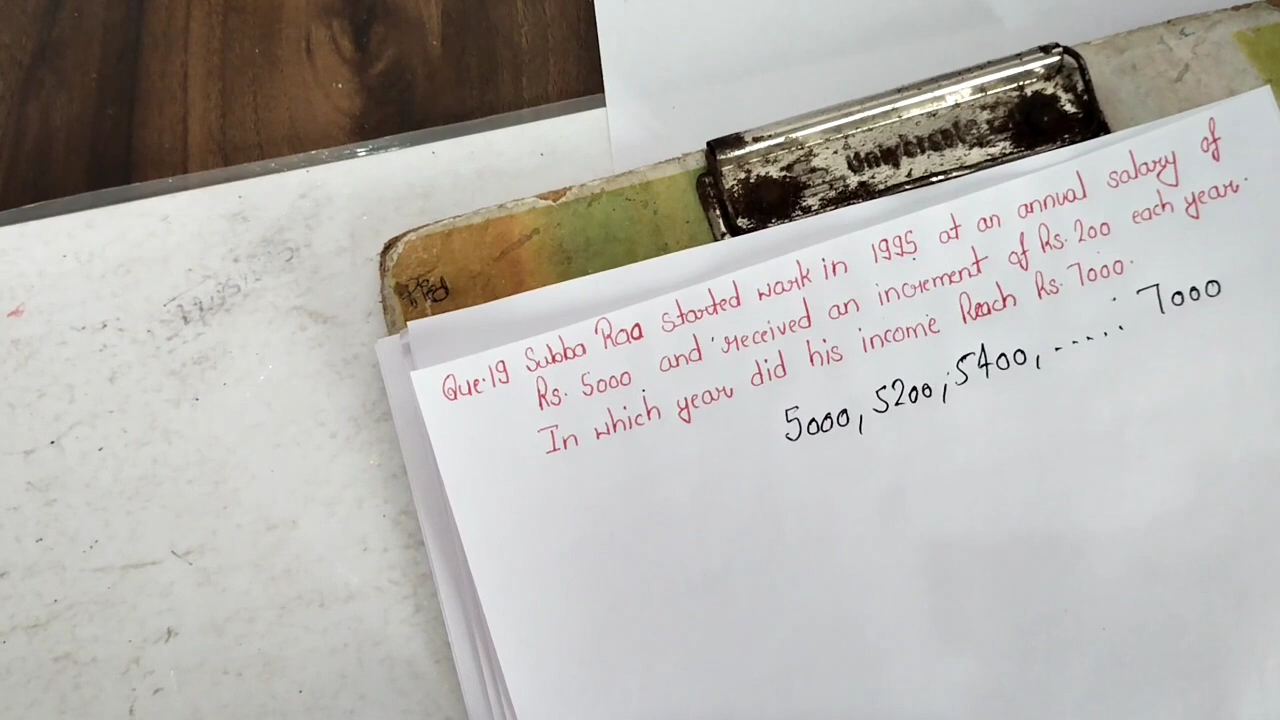 Que.19 Subba Rao started work in 1995 at an annual salary of
Rs. 5000 and received an increment of Rs. 200 each year.
In which year did his income Reach Rs. 7000.
5000, 5200, 5400, ....... 7000